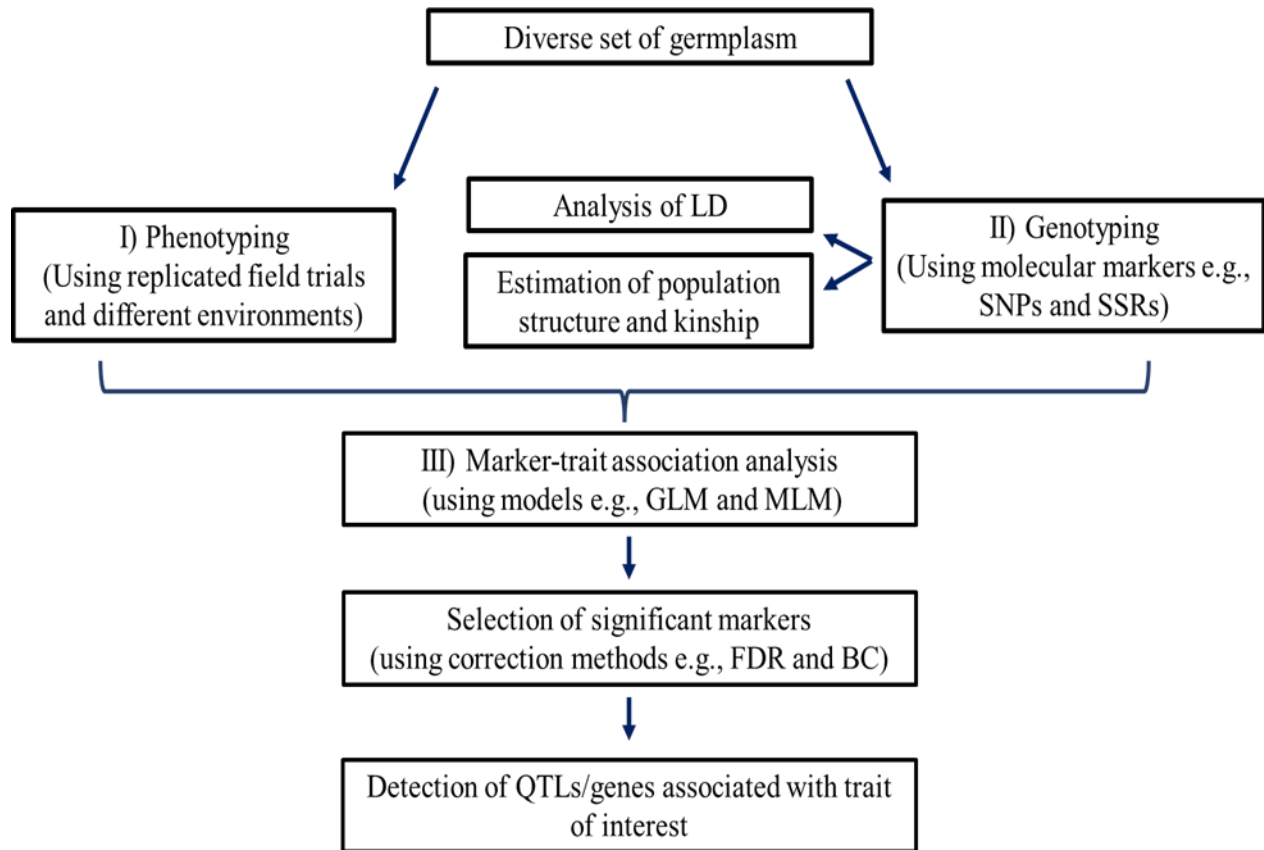 Diverse set of germplasm
Analysis of LD
I) Phenotyping
(Using replicated field trials
and different environments)
Estimation of population
structure and kinship
II) Genotyping
(Using molecular markers e.g.,
SNPs and SSRs)
III) Marker-trait association analysis
(using models e.g., GLM and MLM)
Selection of significant markers
(using correction methods e.g., FDR and BC)
Detection of QTLs/genes associated with trait
of interest